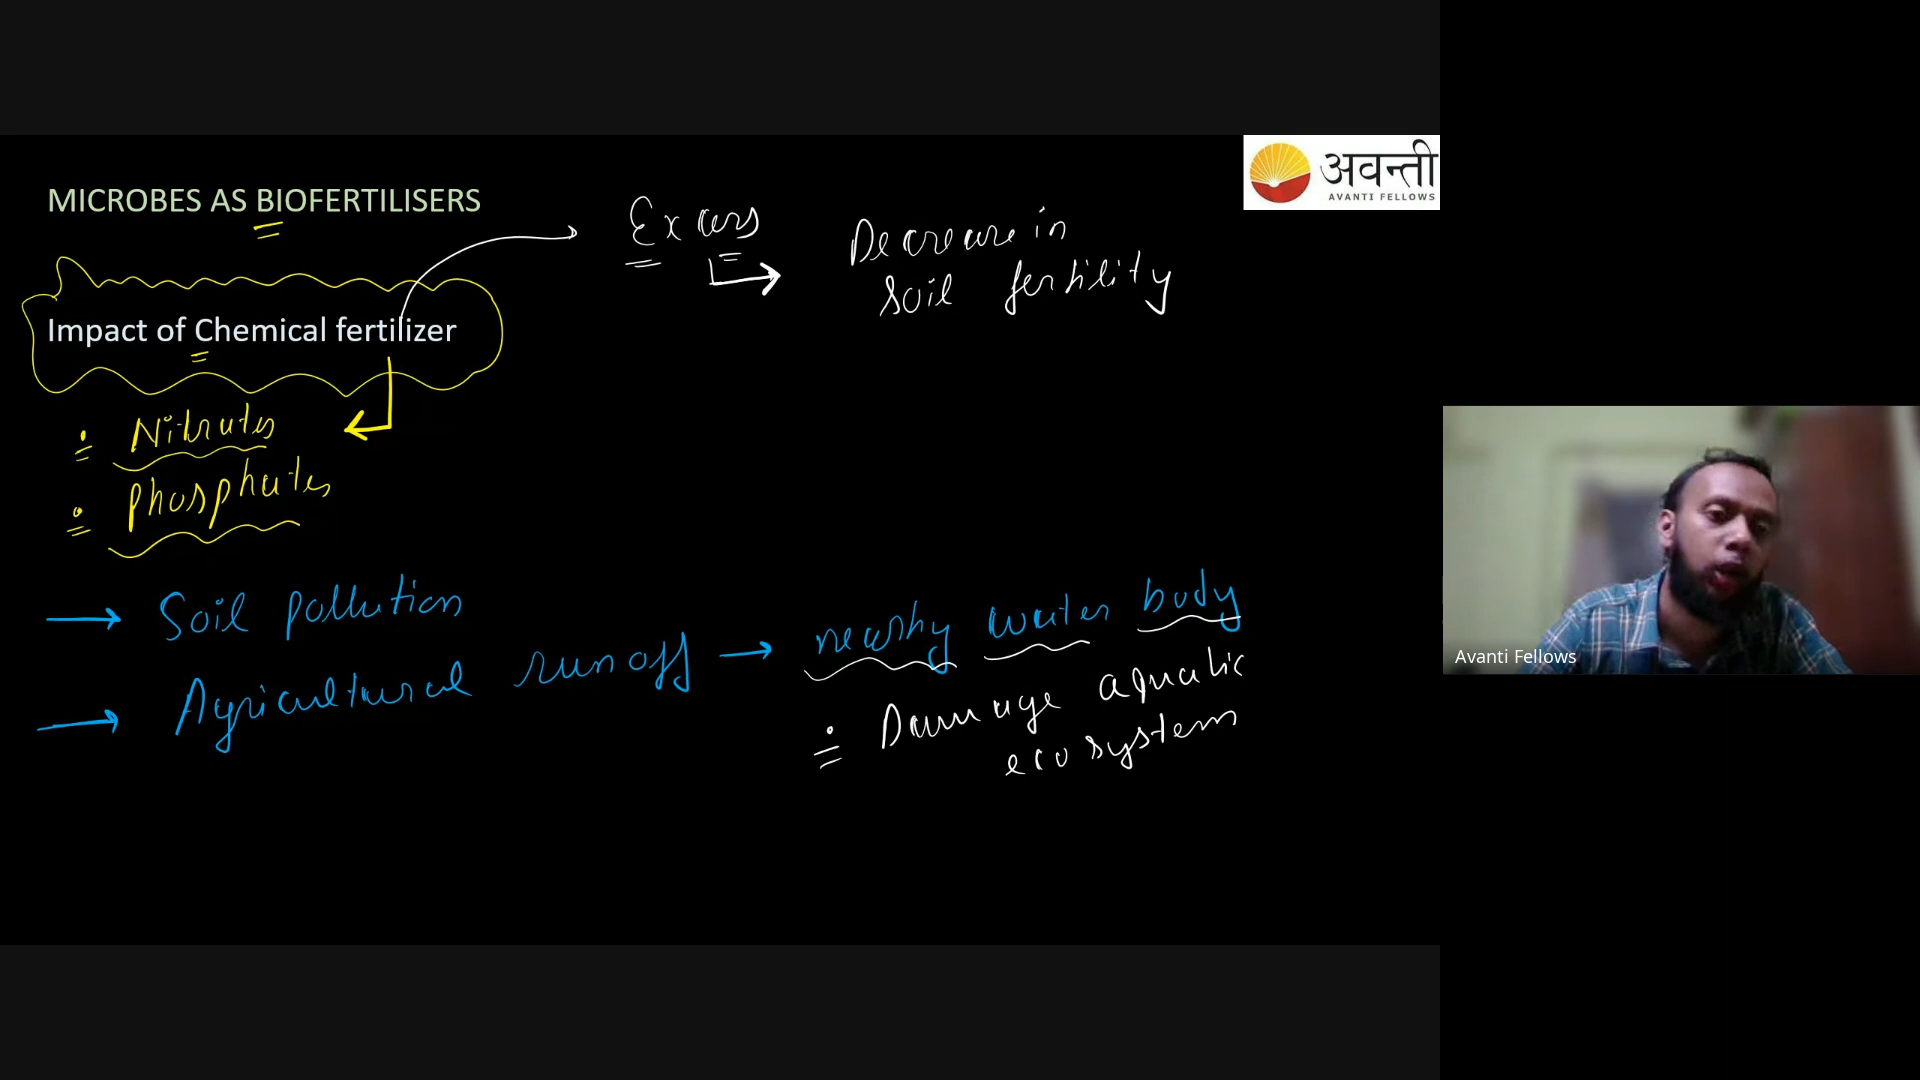 अवन्ती
AVANTI FELLOWS
MICROBES AS BIOFERTILISERS
Excess
Decrease in
soil fertility
Impact of Chemical fertilizer
Nitrates
Phosphates
Soil pollution
Agricultural runoff → nearby water body
Damage aquatic
ecosystem
Avanti Fellows